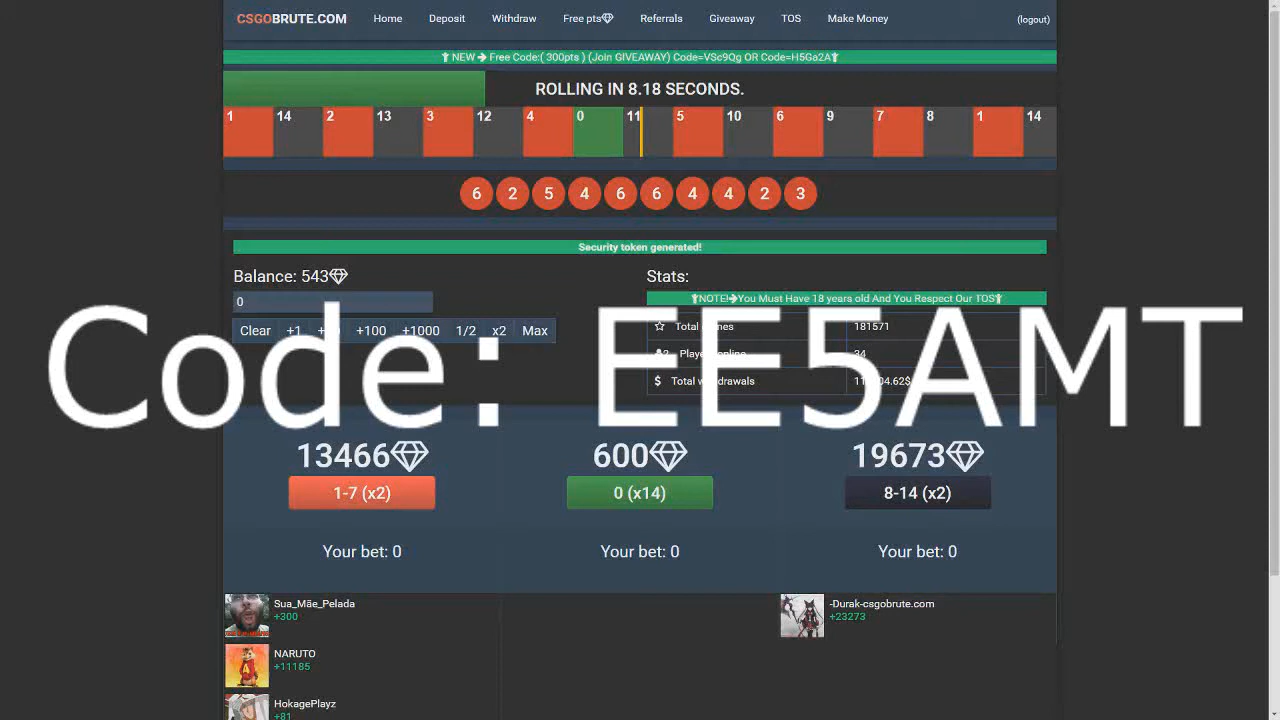 CSGOBRUTE.COM Home Deposit Withdraw Free pts Referrals Giveaway TOS Make Money (logout)
NEW Free Code:( 300pts ) (Join GIVEAWAY) Code=VSc9Qg OR Code=H5Ga2A
ROLLING IN 8.18 SECONDS.
1 14 2 13 3 12 4 0 11 5 10 6 9 7 8 1 14
6 2 5 4 6 6 4 4 2 3
Security token generated!
Balance: 543
Stats:
0
NOTE! You Must Have 18 years old And You Respect Our TOS
Clear +1 +100 +1000 1/2 x2 Max
Total 181571
online 34
$ Total
Code: EE5AMT
13466 600 19673
1-7 (x2) 0 (x14) 8-14 (x2)
Your bet: 0 Your bet: 0 Your bet: 0
Sua_Mãe_Pelada
+300
-Durak-csgobrute.com
+23273
NARUTO
+11185
HokagePlayz
+81